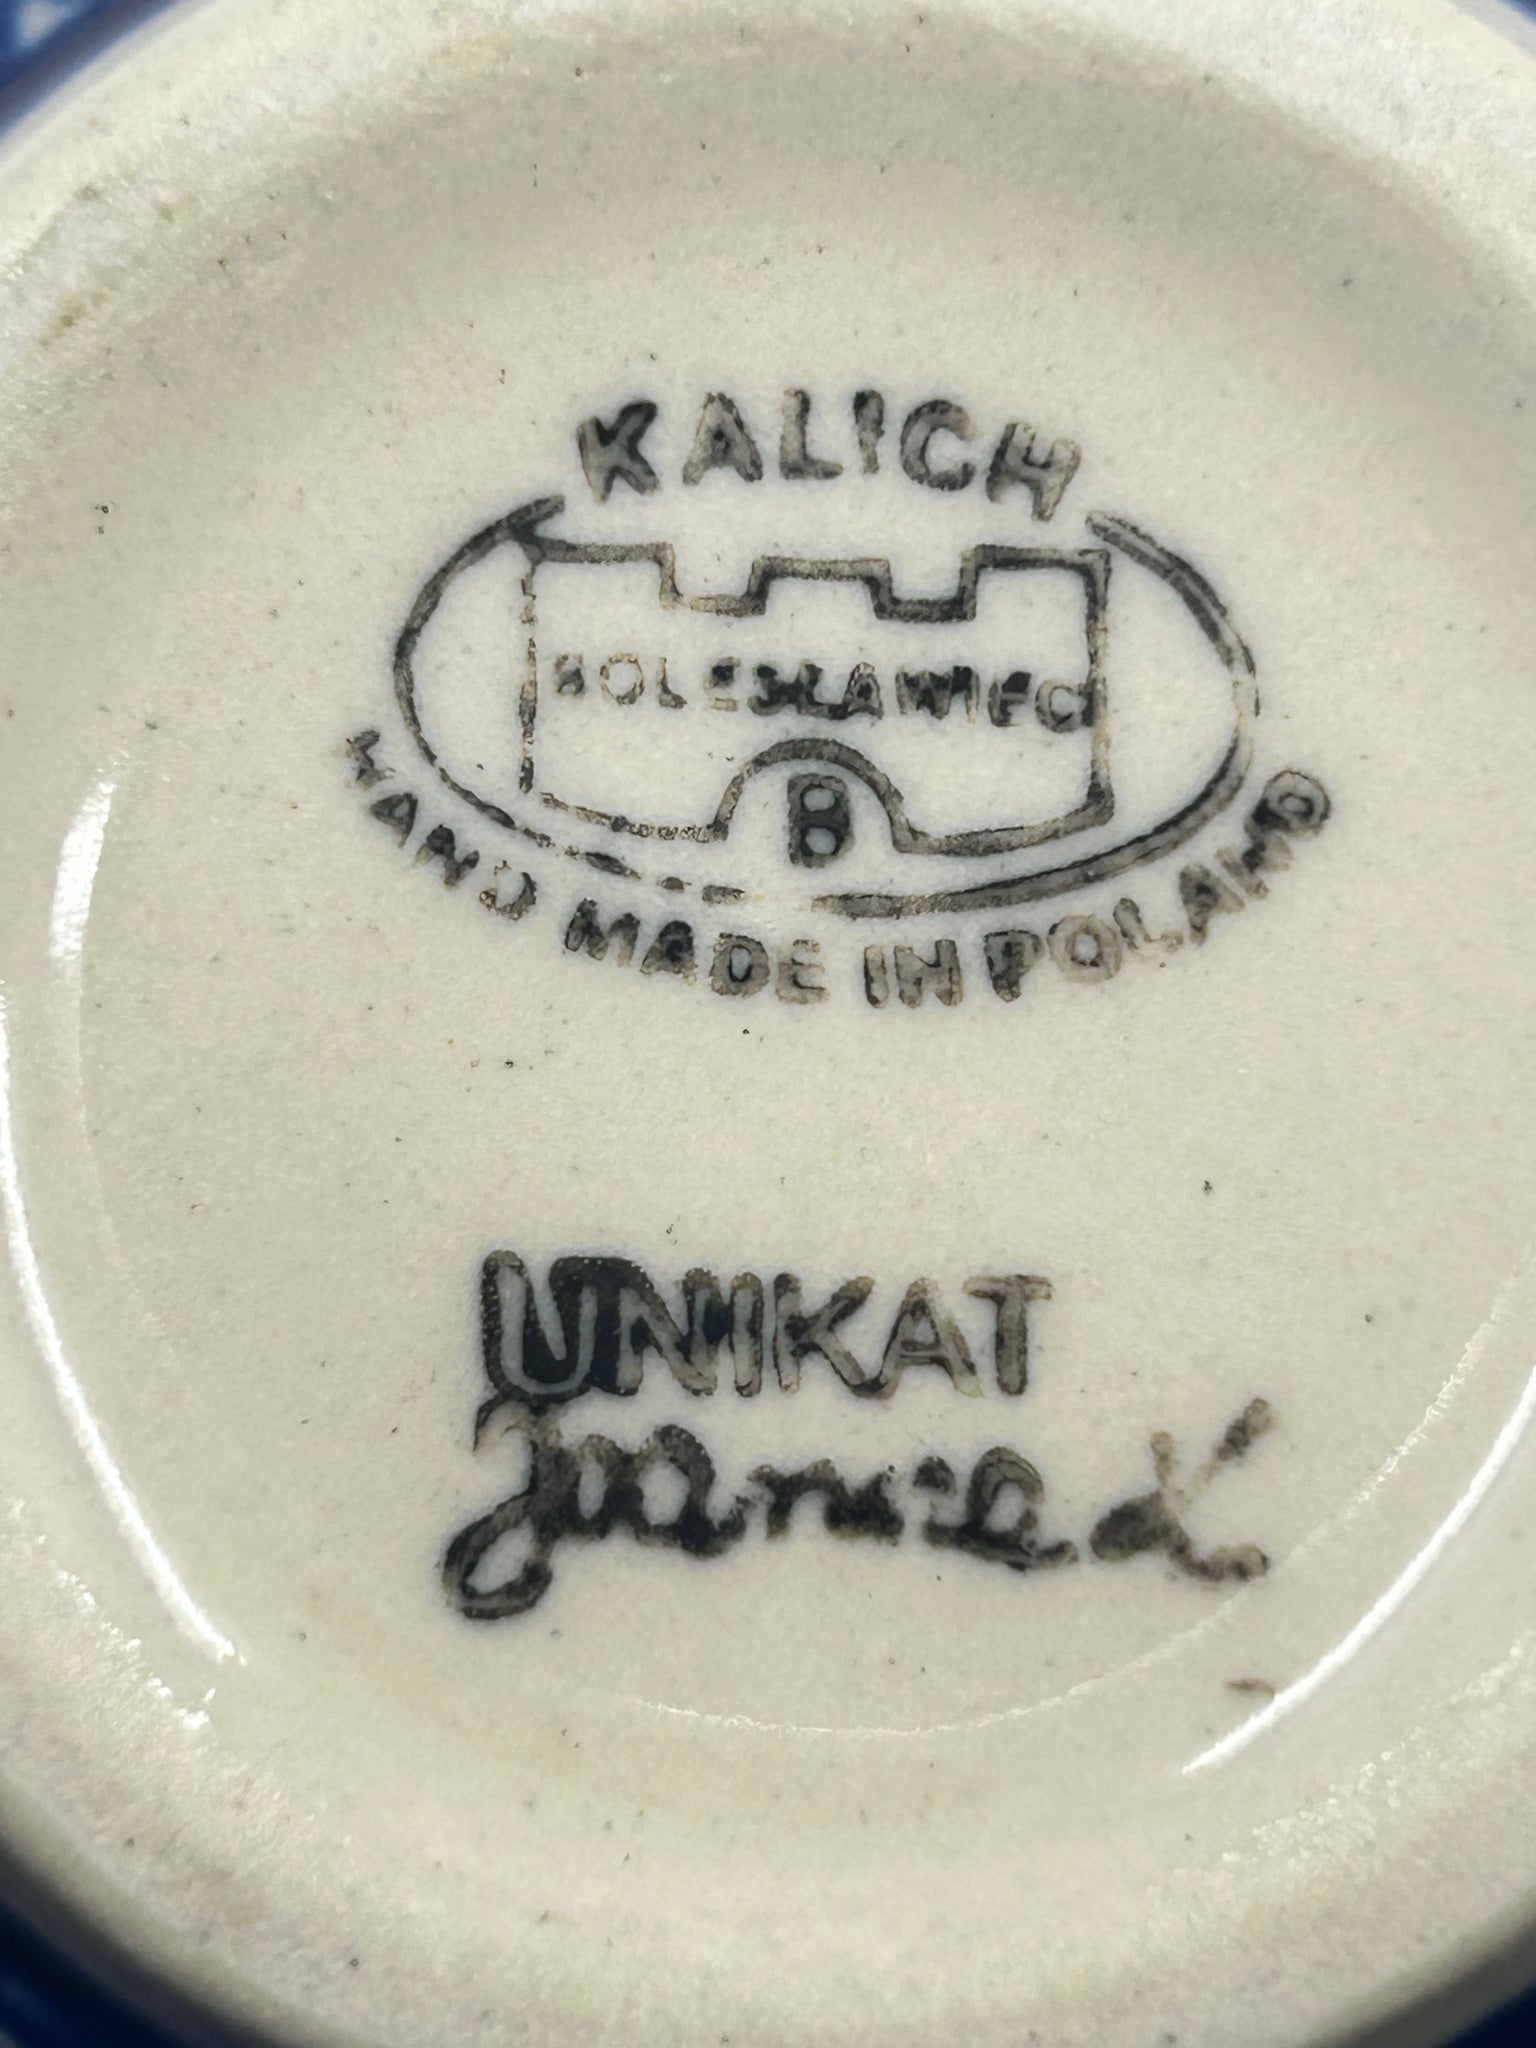 KALICH
BOLESŁAWIEC
B
HAND MADE IN POLAND
UNIKAT